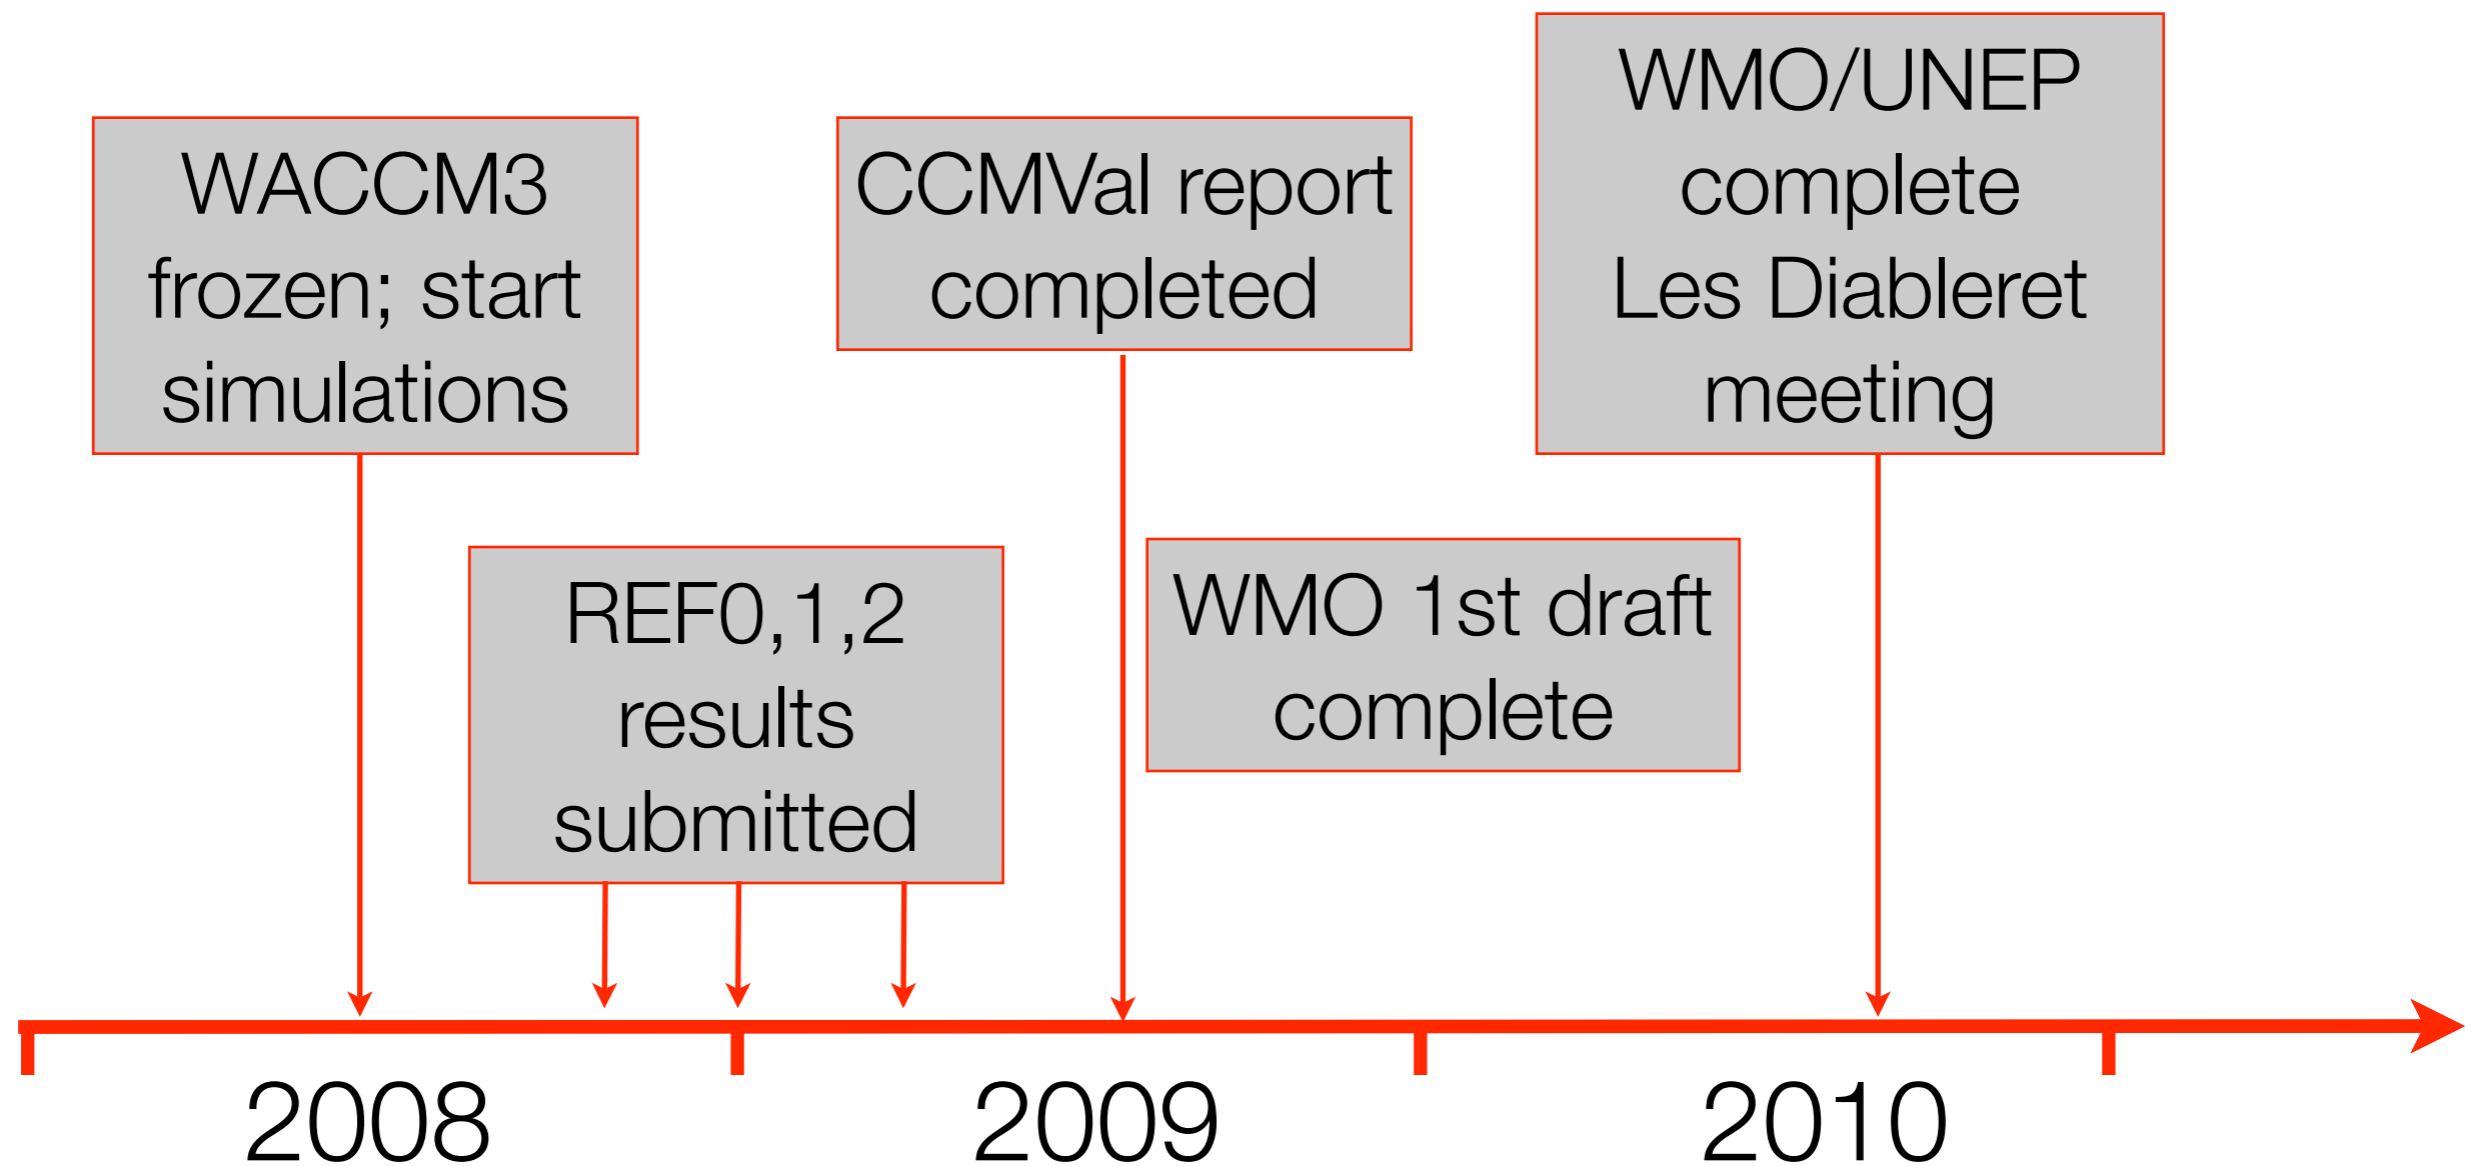 WACCM3
frozen; start
simulations
REF0,1,2
results
submitted
CCMVal report
completed
WMO 1st draft
complete
WMO/UNEP
complete
Les Diableret
meeting
2008
2009
2010